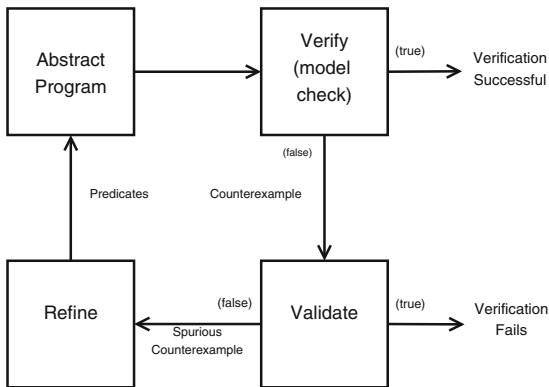 Abstract
Program
Verify
(model
check)
(true)
Verification
Successful
(false)
Predicates
Counterexample
Refine
(false)
Spurious
Counterexample
Validate
(true)
Verification
Fails